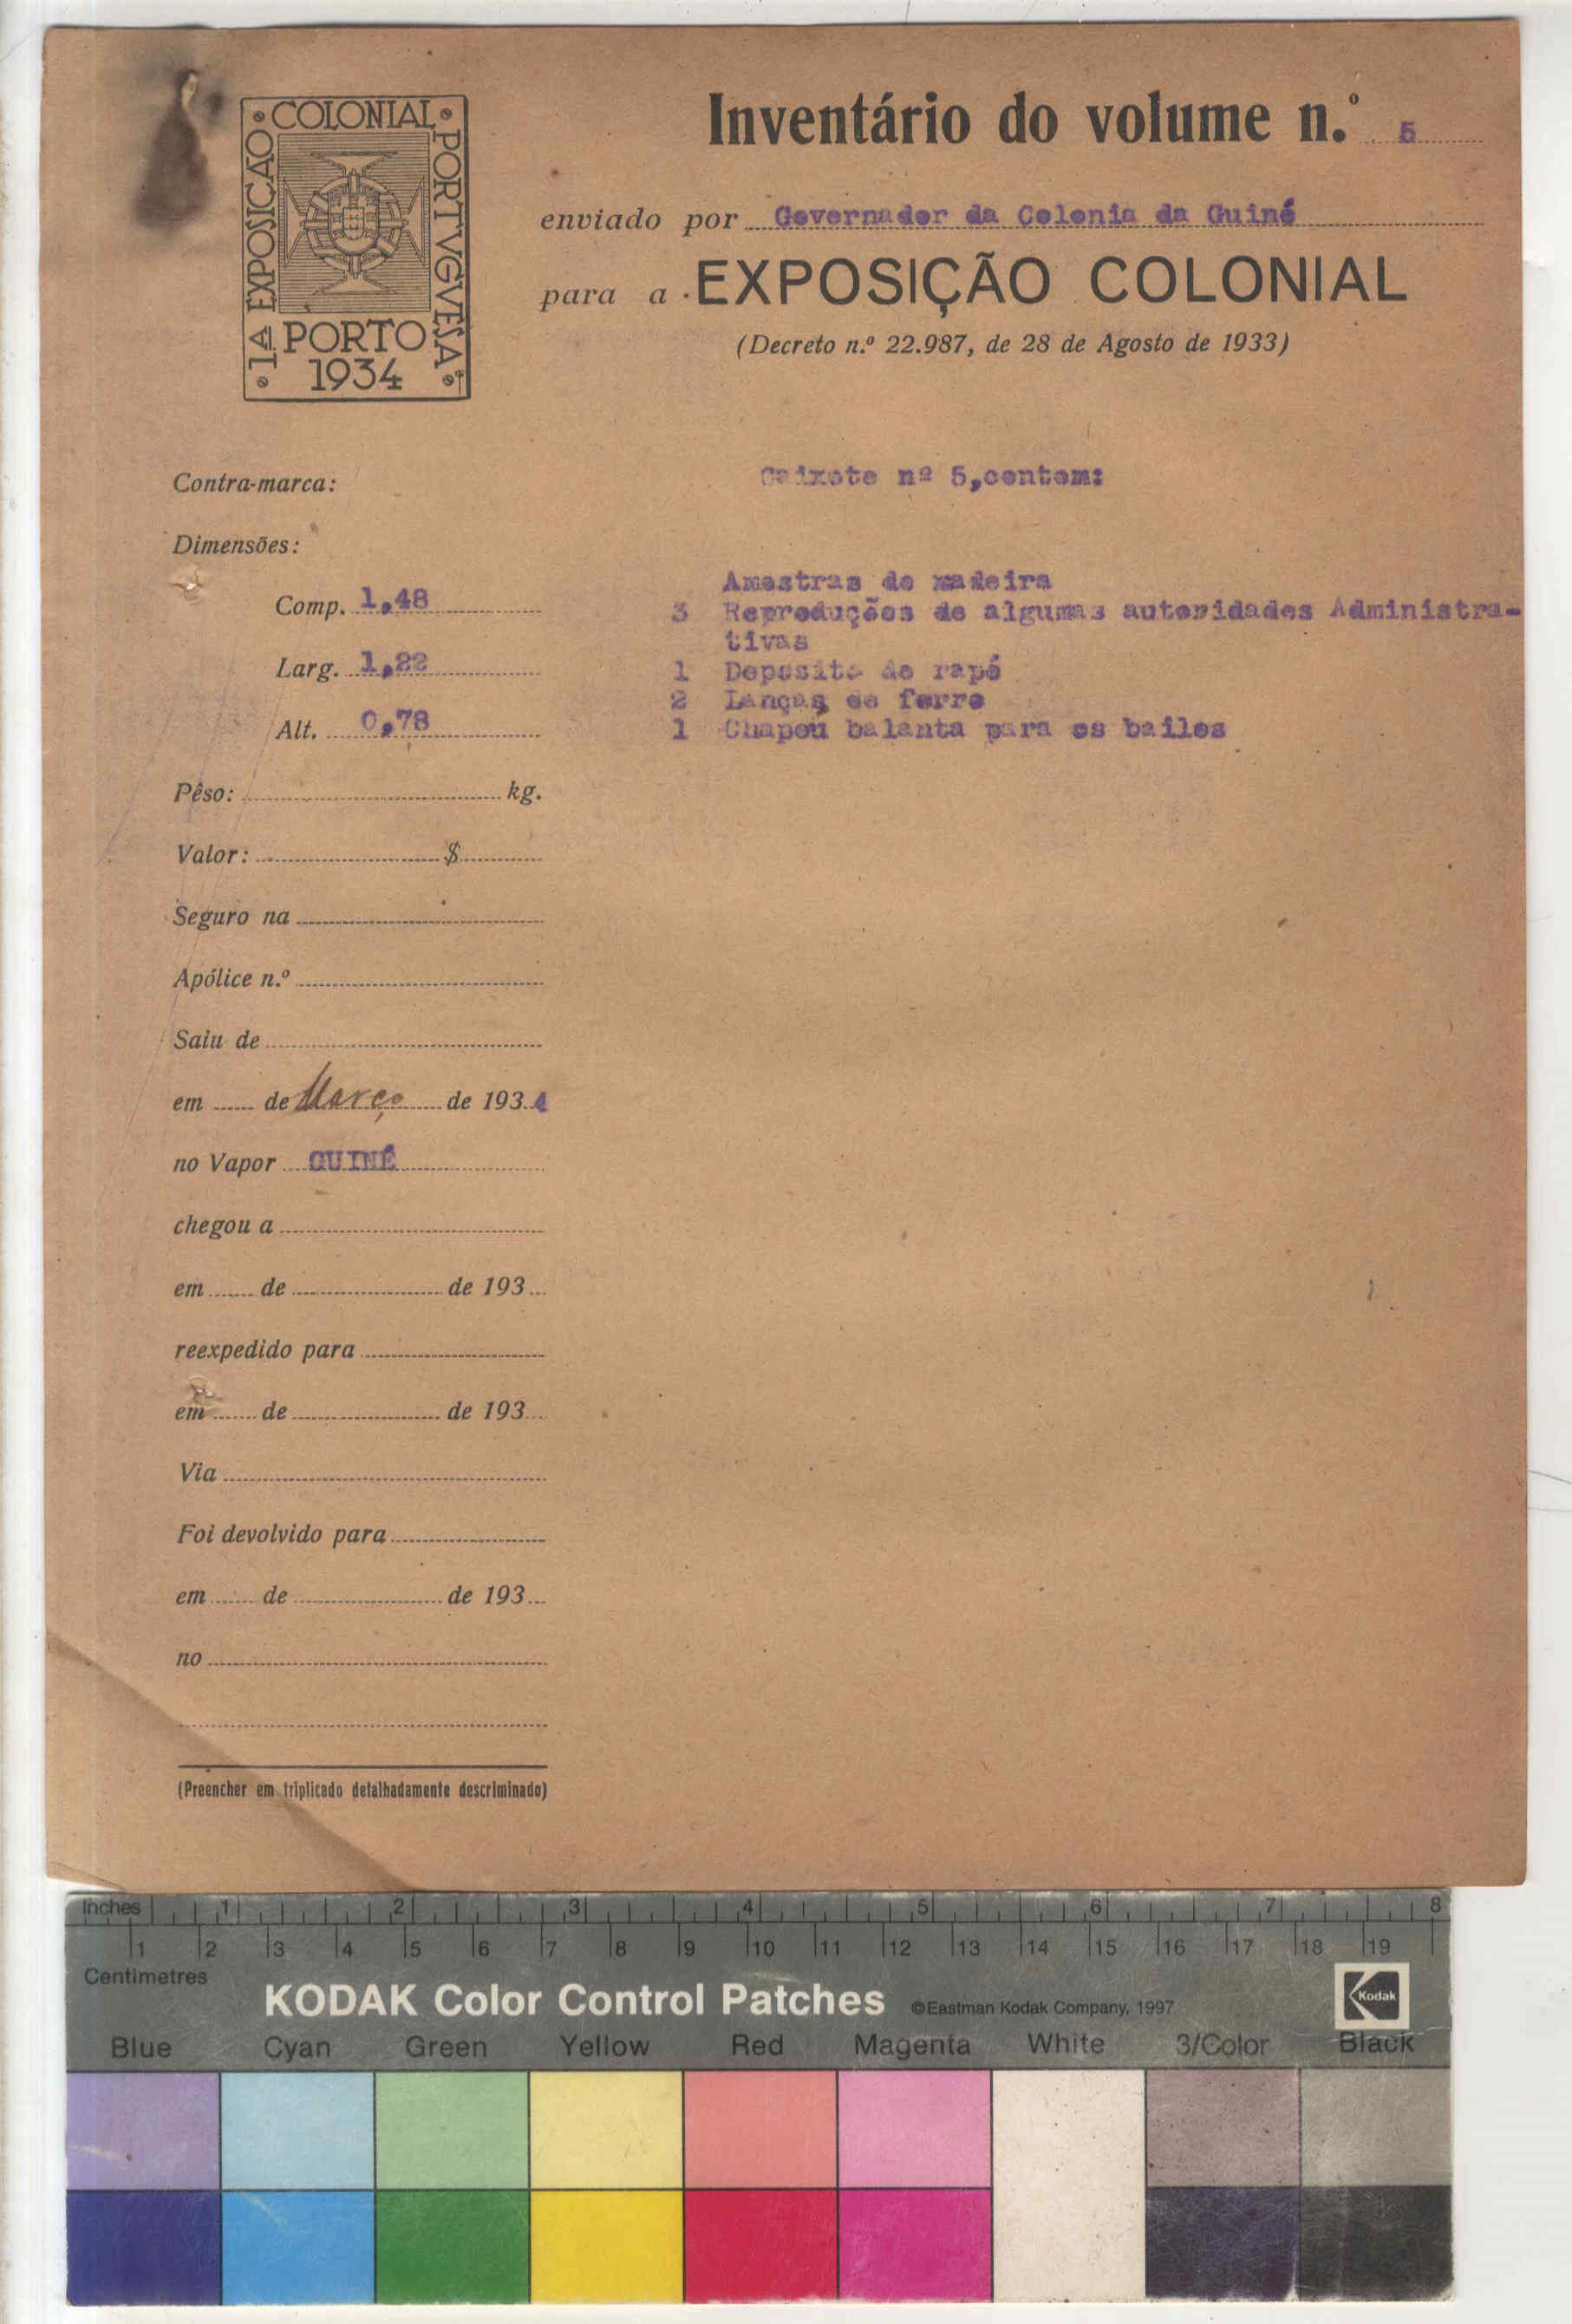 • COLONIAL •
1A EXPOSICAO •
PORTVGVESA •
PORTO
1934
Inventário do volume n.º 5
enviado por Governador da Colonia da Guiné
para a EXPOSIÇÃO COLONIAL
(Decreto n.º 22.987, de 28 de Agosto de 1933)
Contra-marca:
Caixote nº 5,contem:
Dimensões:
Comp. 1,48
Larg. 1,22
Alt. 0,78
Amostras de madeira
3 Reproduções de algumas autoridades Administra-
tivas
1 Deposito de rapé
2 Lanças de ferro
1 Chapeu balanta para os bailes
Pêso: kg.
Valor: $
Seguro na
Apólice n.º
Saiu de
em de Março de 1934
no Vapor GUINÉ
chegou a
em de de 193
reexpedido para
em de de 193
Via
Foi devolvido para
em de de 193
no
(Preencher em triplicado detalhadamente descriminado)
Inches 1 2 3 4 5 6 7 8
1 2 3 4 5 6 7 8 9 10 11 12 13 14 15 16 17 18 19
Centimetres
KODAK Color Control Patches ©Eastman Kodak Company, 1997 Kodak
Blue Cyan Green Yellow Red Magenta White 3/Color Black